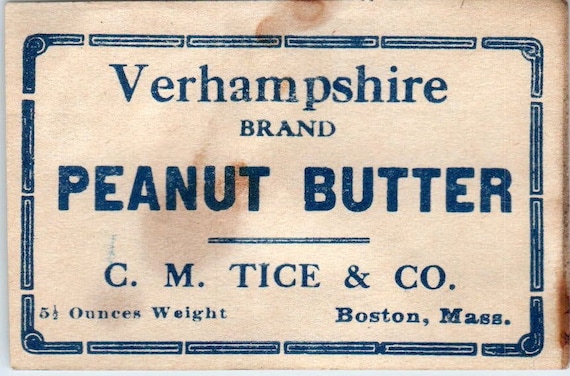 Verhampshire
BRAND
PEANUT BUTTER
C. M. TICE & CO.
5½ Ounces Weight Boston, Mass.